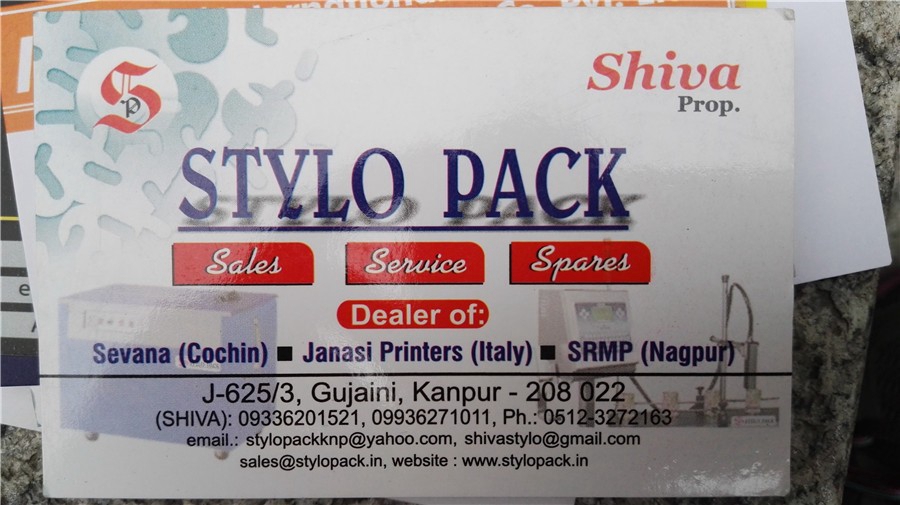 Shiva
Prop.
S
P
STYLO PACK
Sales Service Spares
Dealer of:
Sevana (Cochin) ■ Janasi Printers (Italy) ■ SRMP (Nagpur)
J-625/3, Gujaini, Kanpur - 208 022
(SHIVA): 09336201521, 09936271011, Ph.: 0512-3272163
email.: stylopackknp@yahoo.com, shivastylo@gmail.com
sales@stylopack.in, website : www.stylopack.in